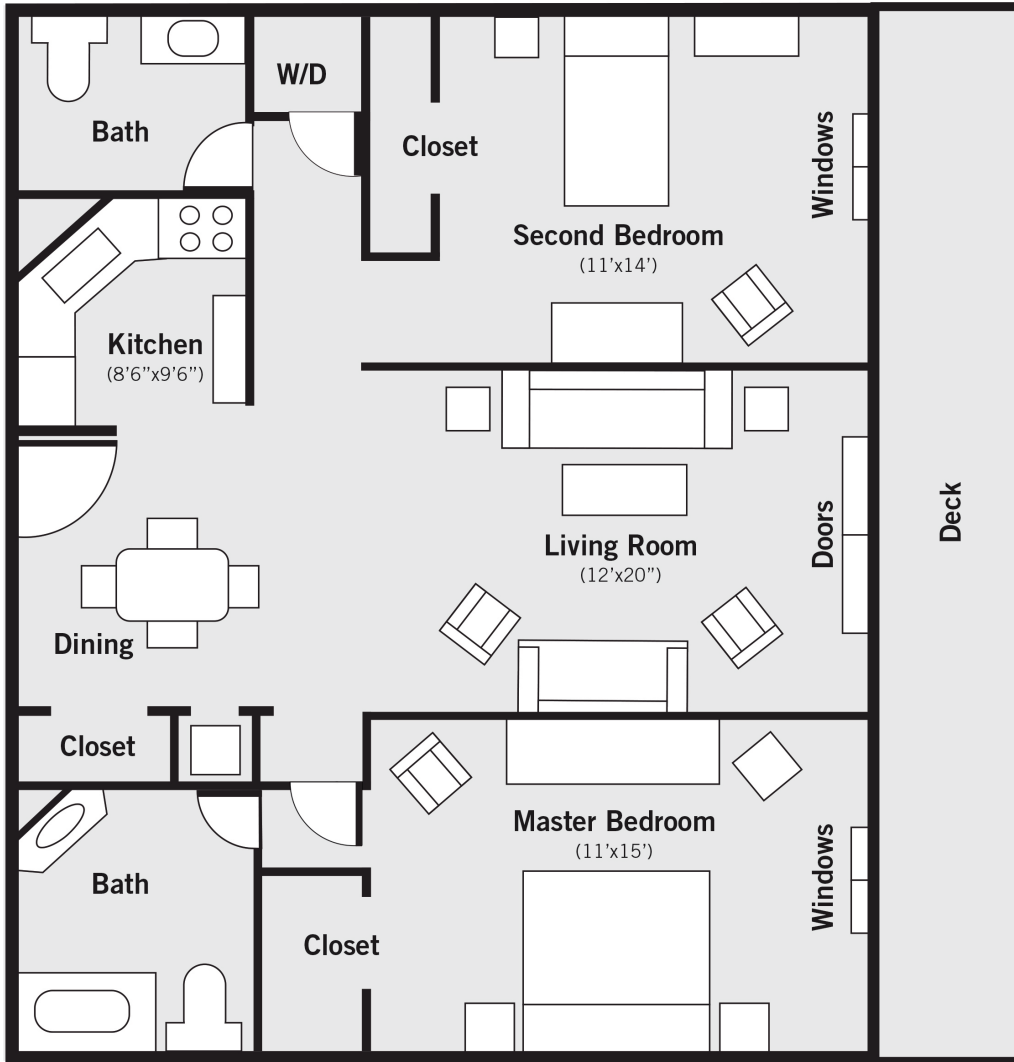 W/D
Bath
Closet
Windows
Second Bedroom
(11’x14’)
Kitchen
(8’6”x9’6”)
Deck
Doors
Living Room
(12’x20”)
Dining
Closet
Master Bedroom
(11’x15’)
Windows
Bath
Closet